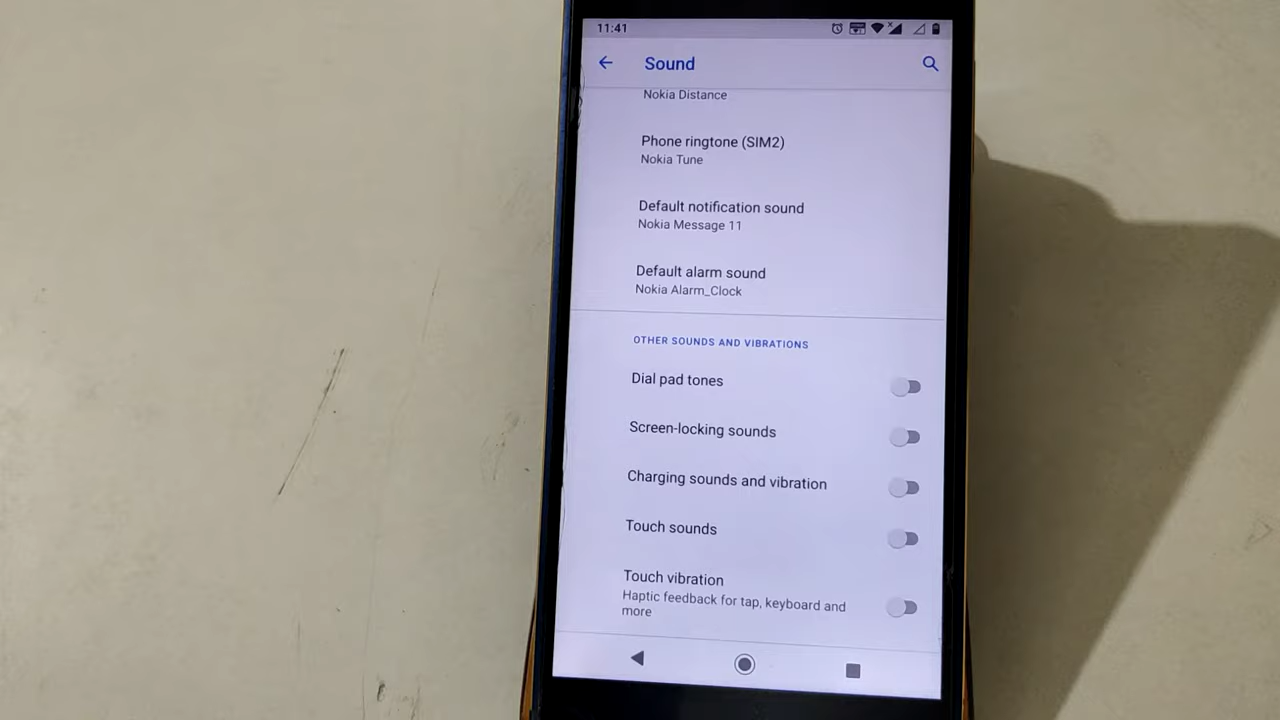 11:41
Sound
Nokia Distance
Phone ringtone (SIM2)
Nokia Tune
Default notification sound
Nokia Message 11
Default alarm sound
Nokia Alarm_Clock
OTHER SOUNDS AND VIBRATIONS
Dial pad tones
Screen-locking sounds
Charging sounds and vibration
Touch sounds
Touch vibration
Haptic feedback for tap, keyboard and
more